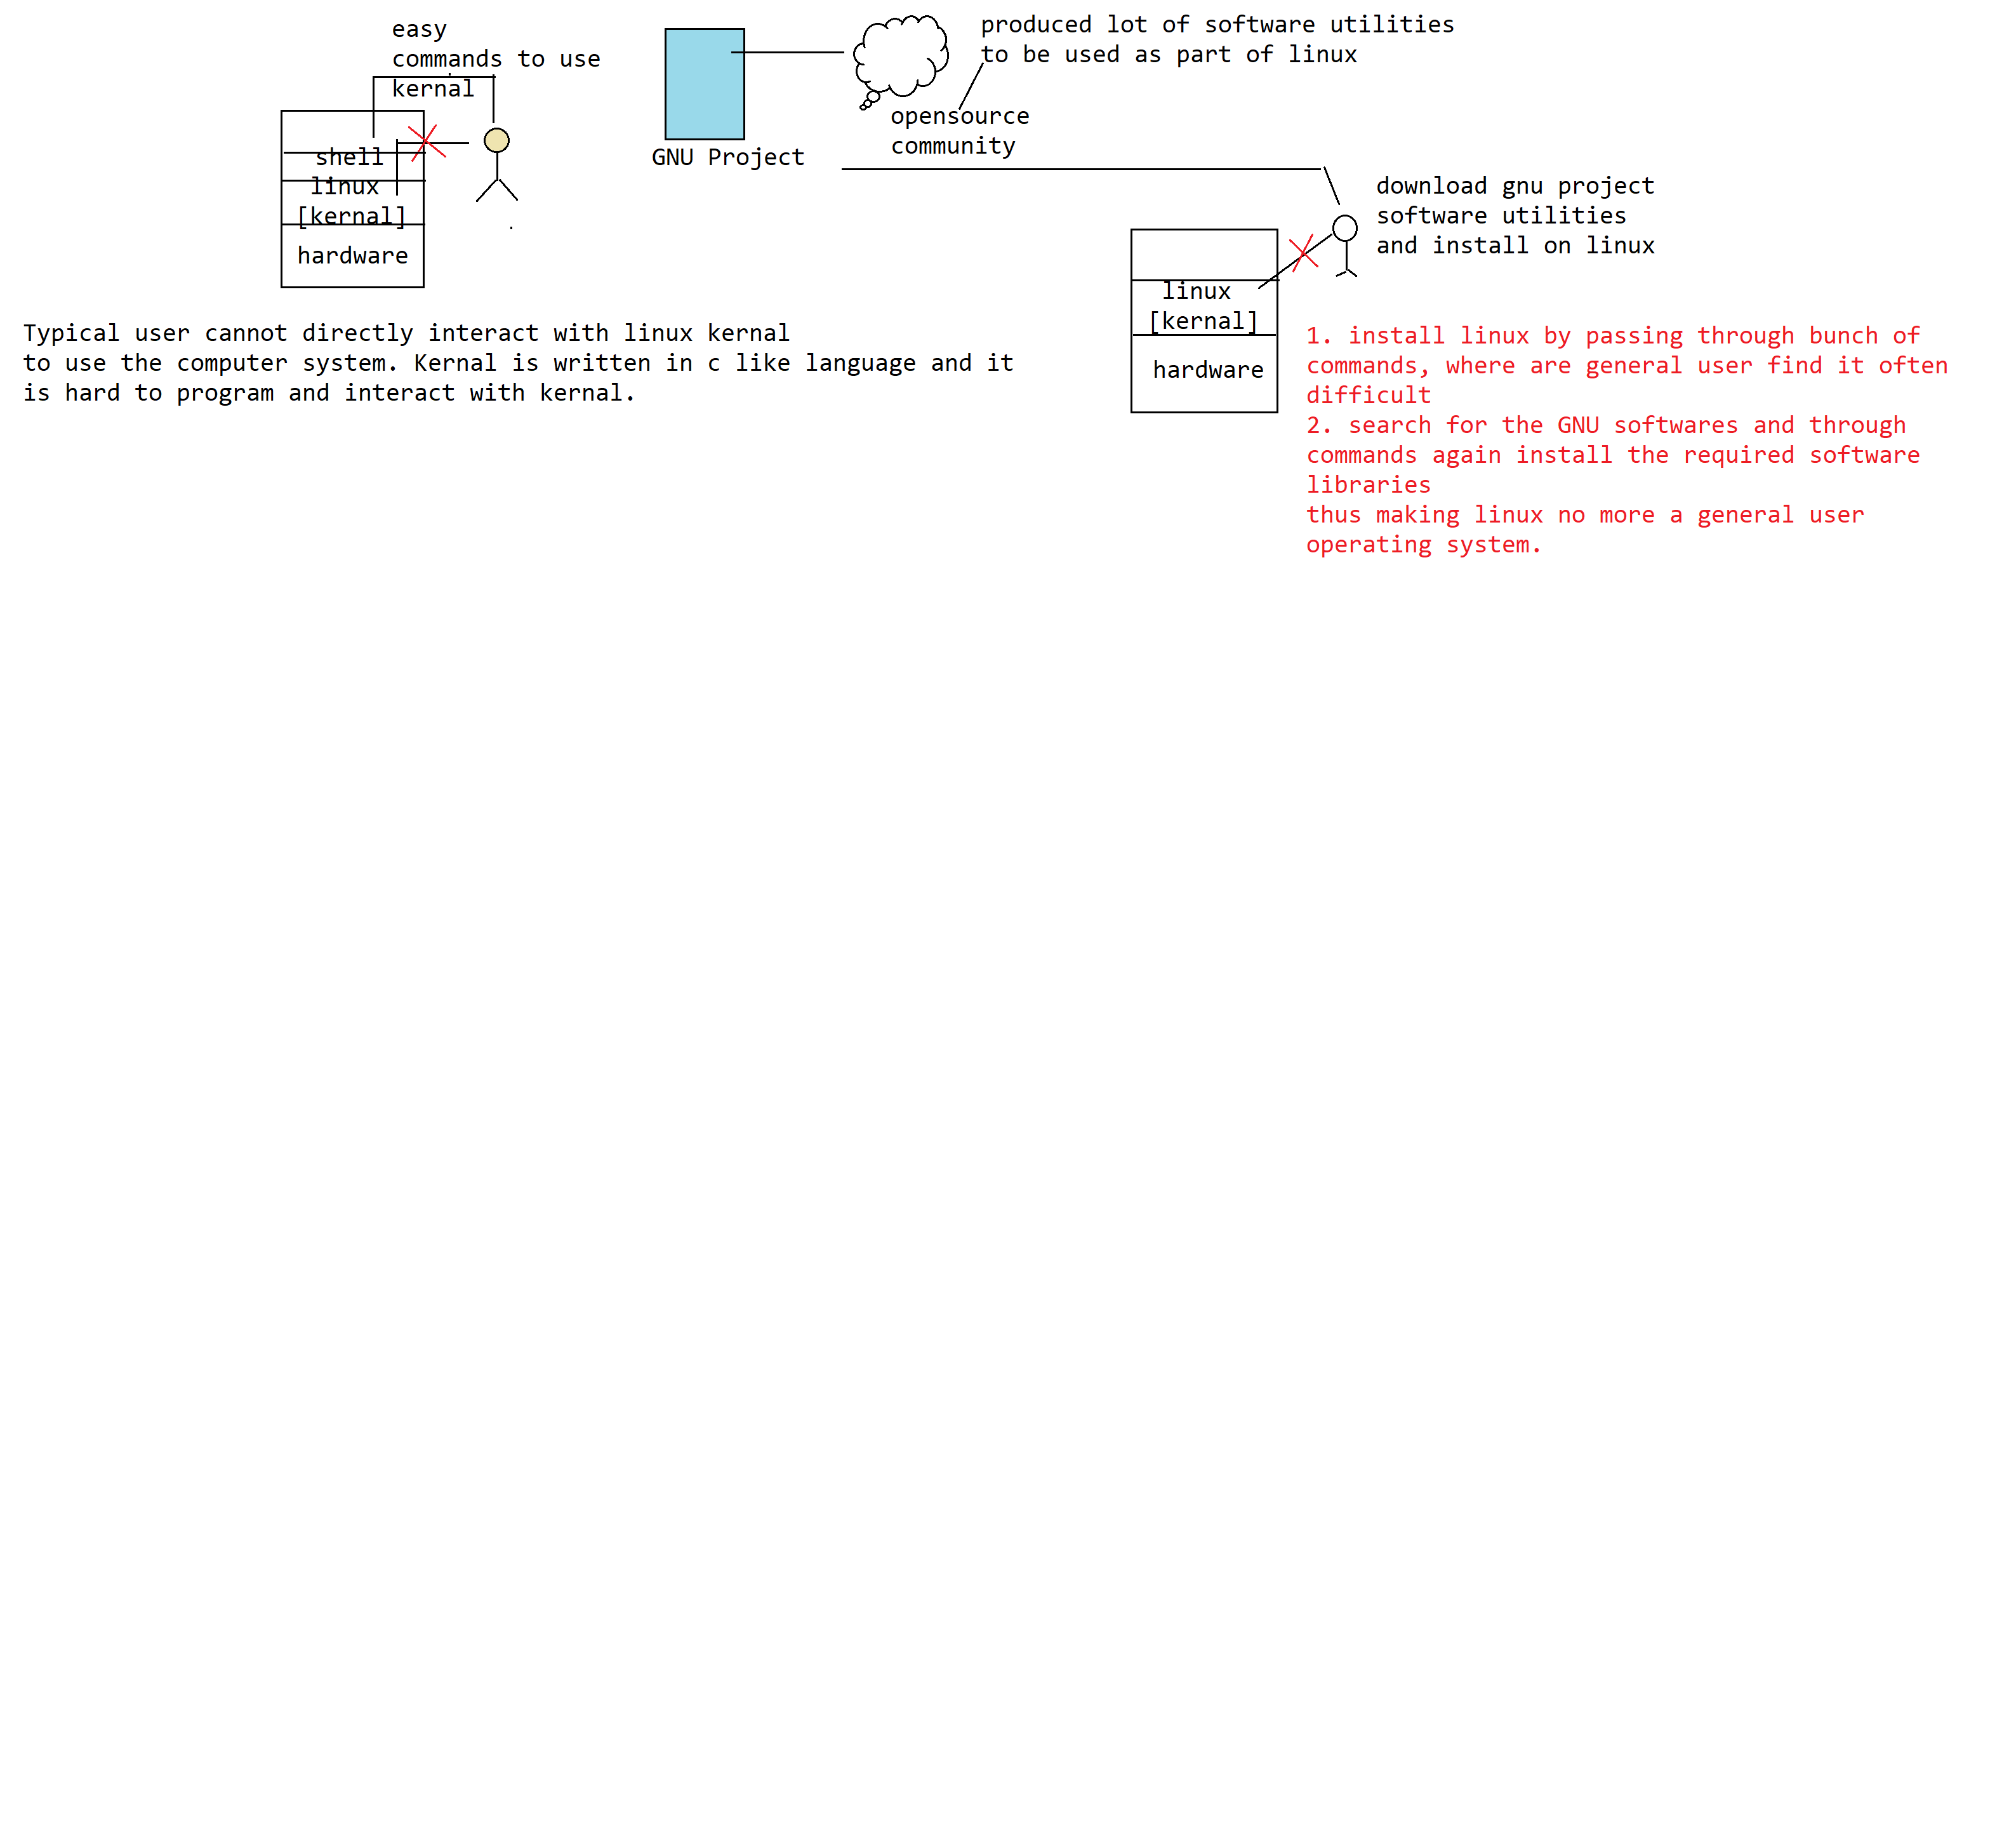 easy
commands to use
kernal
shell
linux
[kernal]
hardware
Typical user cannot directly interact with linux kernal
to use the computer system. Kernal is written in c like language and it
is hard to program and interact with kernal.
GNU Project
produced lot of software utilities
to be used as part of linux
opensource
community
download gnu project
software utilities
and install on linux
linux
[kernal]
hardware
1. install linux by passing through bunch of
commands, where are general user find it often
difficult
2. search for the GNU softwares and through
commands again install the required software
libraries
thus making linux no more a general user
operating system.